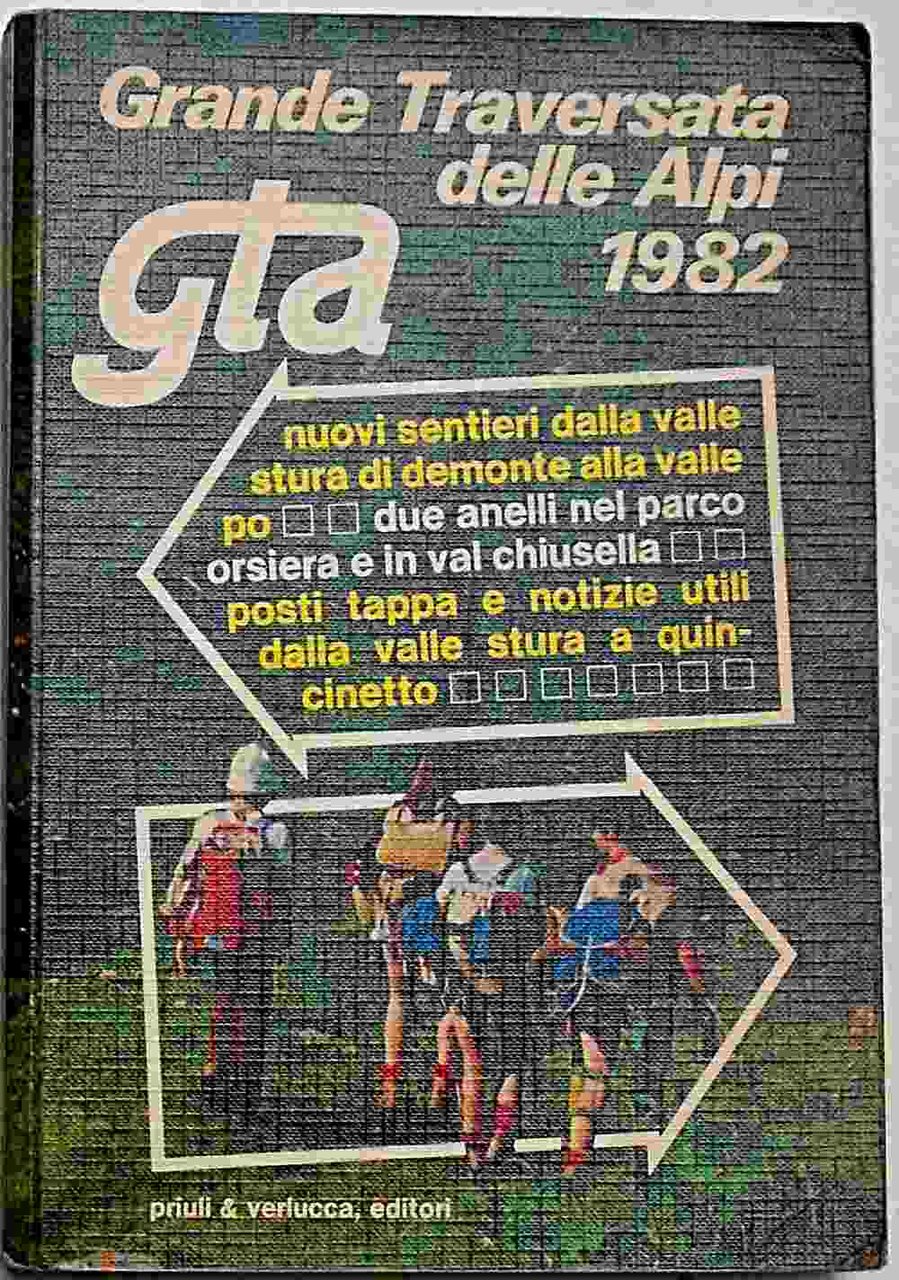 Grande Traversata
delle Alpi
1982
gta
nuovi sentieri dalla valle
stura di demonte alla valle
po □ □ due anelli nel parco
orsiera e in val chiusella □ □
posti tappa e notizie utili
dalla valle stura a quin-
cinetto □ □ □ □ □ □ □
priuli & verlucca, editori